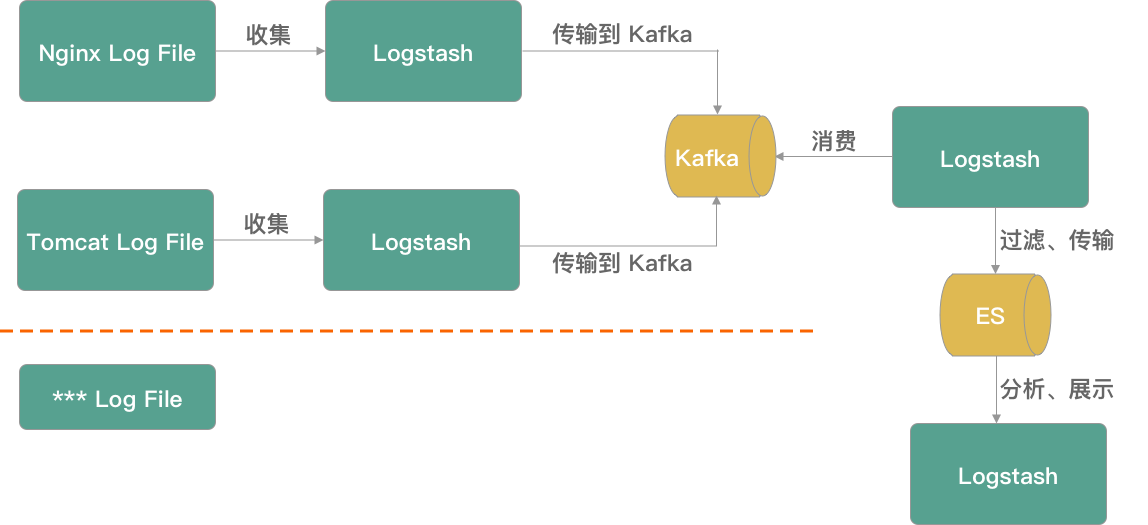 Nginx Log File
收集
Logstash
传输到 Kafka
Kafka
消费
Logstash
Tomcat Log File
收集
Logstash
传输到 Kafka
过滤、传输
ES
分析、展示
*** Log File
Logstash